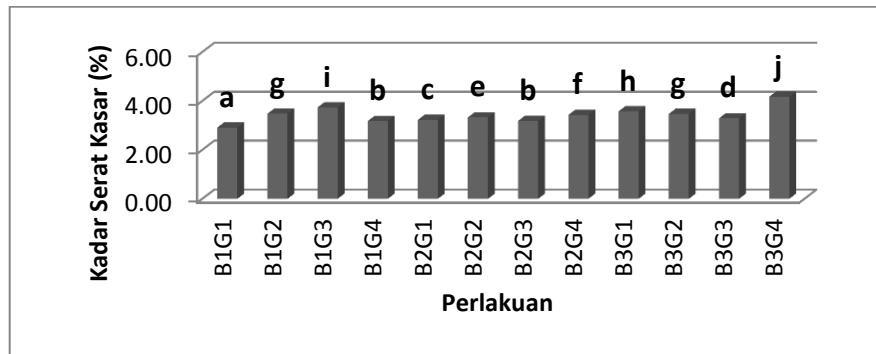 Kadar Serat Kasar (%)
6.00
4.00
2.00
0.00
a g i b c e b f h g d j
B1G1 B1G2 B1G3 B1G4 B2G1 B2G2 B2G3 B2G4 B3G1 B3G2 B3G3 B3G4
Perlakuan